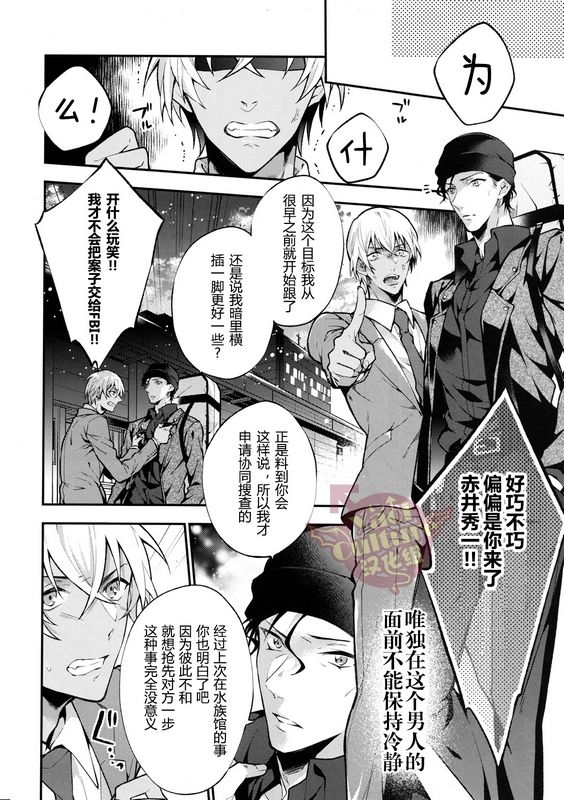 为
什
么！
好巧不巧
偏偏是你来了
赤井秀一!!
因为这个目标我从
很早之前就开始跟了
还是说我暗里横
插一脚更好一些？
开什么玩笑!!
我才不会把案子交给FBI!!
正是料到你会
这样说，所以我才
申请协同搜查的
唯独在这个男人的
面前不能保持冷静
经过上次在水族馆的事
你也明白了吧
因为彼此不和
就想抢先对方一步
这种事完全没意义